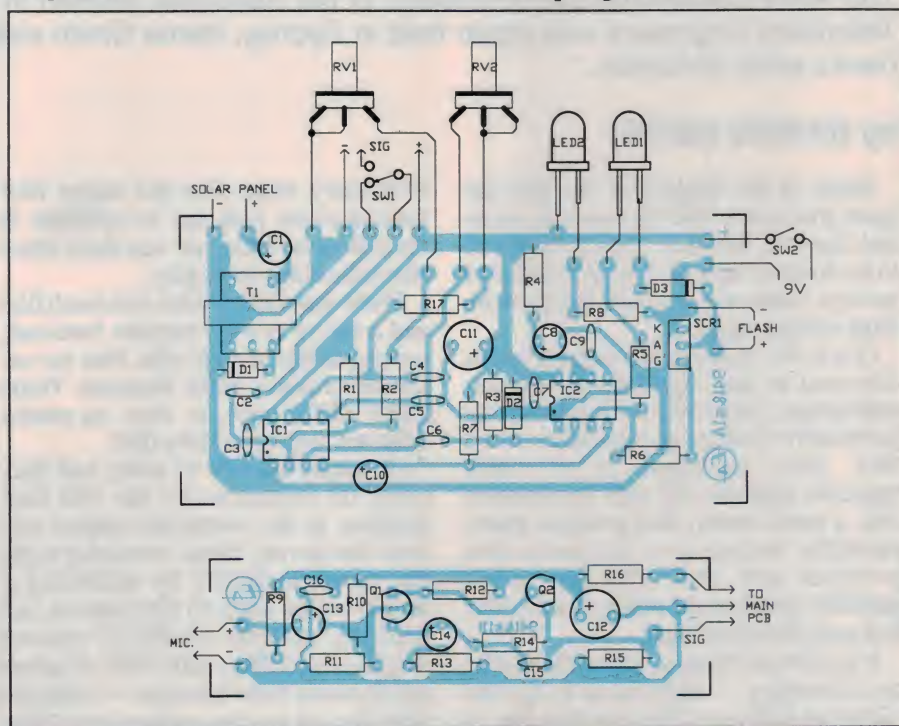 RV1 RV2
LED2 LED1
- SIG +
SW1
SOLAR PANEL
- +
+
SW2
9V
C1
+
T1
R4
D3
R17
R8
SCR1
-
FLASH
+
K
A
G
C11
+
C8
+
C9
R5
D1
C2
R1
R2
C4
C5
R3
D2
C7
IC2
C3
IC1
C6
R7
R6
+
C10
EA
EA
R9
C16
C13
R10
Q1
R12
Q2
R16
+
C12
+
TO
MAIN
PCB
-
SIG
MIC.
+
-
C14
R14
R11
R13
C15
R15